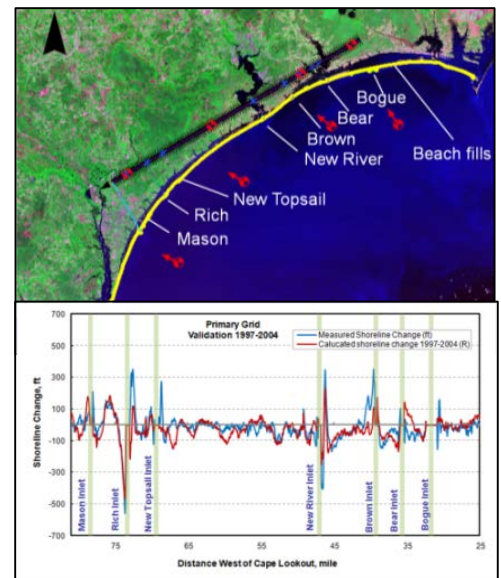 Bogue
Bear
Brown
New River
Beach fills
New Topsail
Rich
Mason
700
500
300
100
-100
-300
-500
-700
Shoreline Change, ft
Primary Grid
Validation 1997-2004
Measured Shoreline Change (ft)
Calucated shoreline change 1997-2004 (R)
Mason Inlet
Rich Inlet
New Topsail Inlet
New River Inlet
Brown Inlet
Bear Inlet
Bogue Inlet
75 65 55 45 35 25
Distance West of Cape Lookout, mile